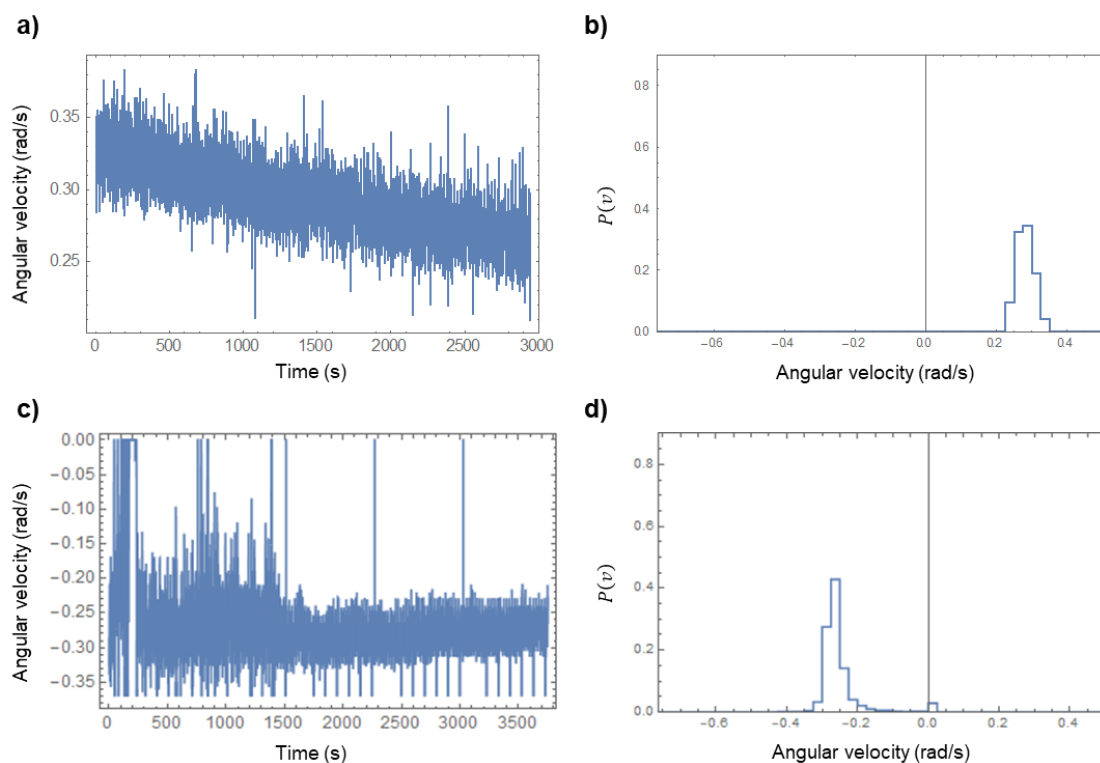 a)
Angular velocity (rad/s)
0.35
0.30
0.25
0 500 1000 1500 2000 2500 3000
Time (s)
b)
P(v)
0.8
0.6
0.4
0.2
0.0
−0.6 −0.4 −0.2 0.0 0.2 0.4
Angular velocity (rad/s)
c)
Angular velocity (rad/s)
0.00
−0.05
−0.10
−0.15
−0.20
−0.25
−0.30
−0.35
0 500 1000 1500 2000 2500 3000 3500
Time (s)
d)
P(v)
0.8
0.6
0.4
0.2
0.0
−0.6 −0.4 −0.2 0.0 0.2 0.4
Angular velocity (rad/s)